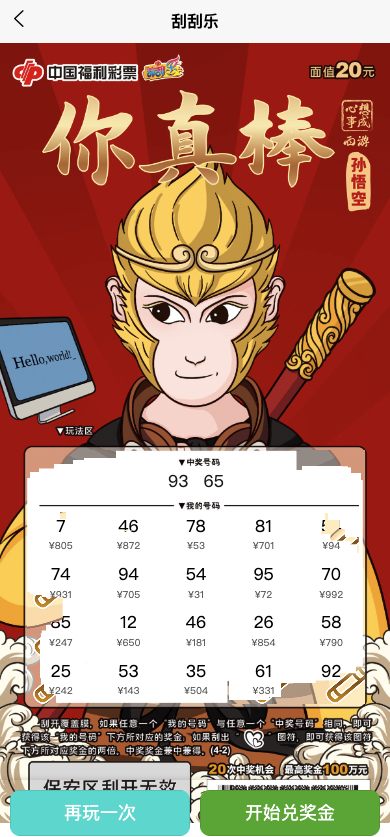 刮刮乐
中国福利彩票
面值20元
你真棒
心想事成
西游
孙悟空
Hello,world!_
▼玩法区
▼中奖号码
93 65
▼我的号码
7 46 78 81
¥805 ¥872 ¥53 ¥701 ¥94
74 94 54 95 70
¥931 ¥705 ¥31 ¥72 ¥992
85 12 46 26 58
¥247 ¥650 ¥181 ¥854 ¥790
25 53 35 61 92
¥242 ¥143 ¥504 ¥331
刮开覆盖膜，如果任意一个“我的号码”与任意一个“中奖号码”相同，即可
获得该“我的号码”下方所对应的奖金；如果刮出“ ”图符，即可获得该图符
下方所对应奖金的两倍，中奖奖金兼中兼得。(4-2)
20次中奖机会 最高奖金100万元
保安区刮开无效
再玩一次
开始兑奖金